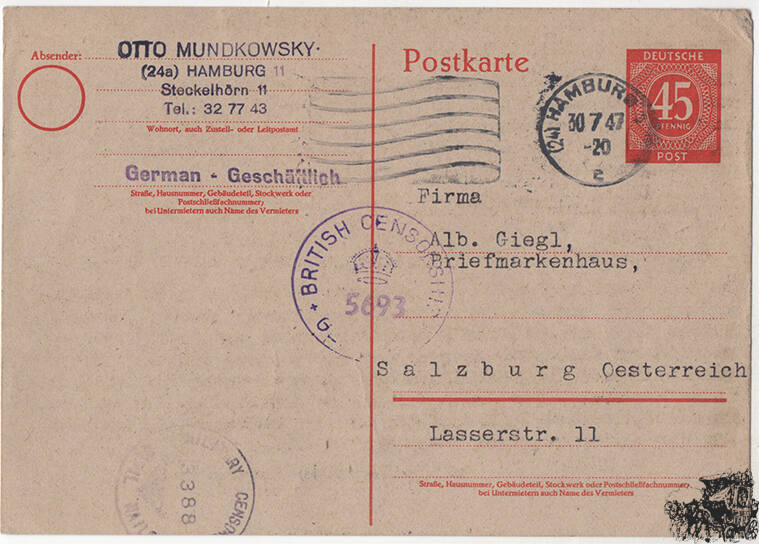 Absender:
OTTO MUNDKOWSKY.
(24a) HAMBURG 11
Steckelhörn 11
Tel.: 32 77 43
Wohnort, auch Zustell- oder Leitpostamt
German - Geschäftlich
Straße, Hausnummer, Gebäudeteil, Stockwerk oder
Postschließfachnummer;
bei Untermietern auch Name des Vermieters
Postkarte
DEUTSCHE
45
PFENNIG
POST
(24a) HAMBURG
30 7 47
-20
c
Firma
Alb. Giegl,
Briefmarkenhaus,
BRITISH CENSORSHIP
5693
Salzburg Oesterreich
Lasserstr. 11
Straße, Hausnummer, Gebäudeteil, Stockwerk oder Postschließfachnummer;
bei Untermietern auch Name des Vermieters
3388